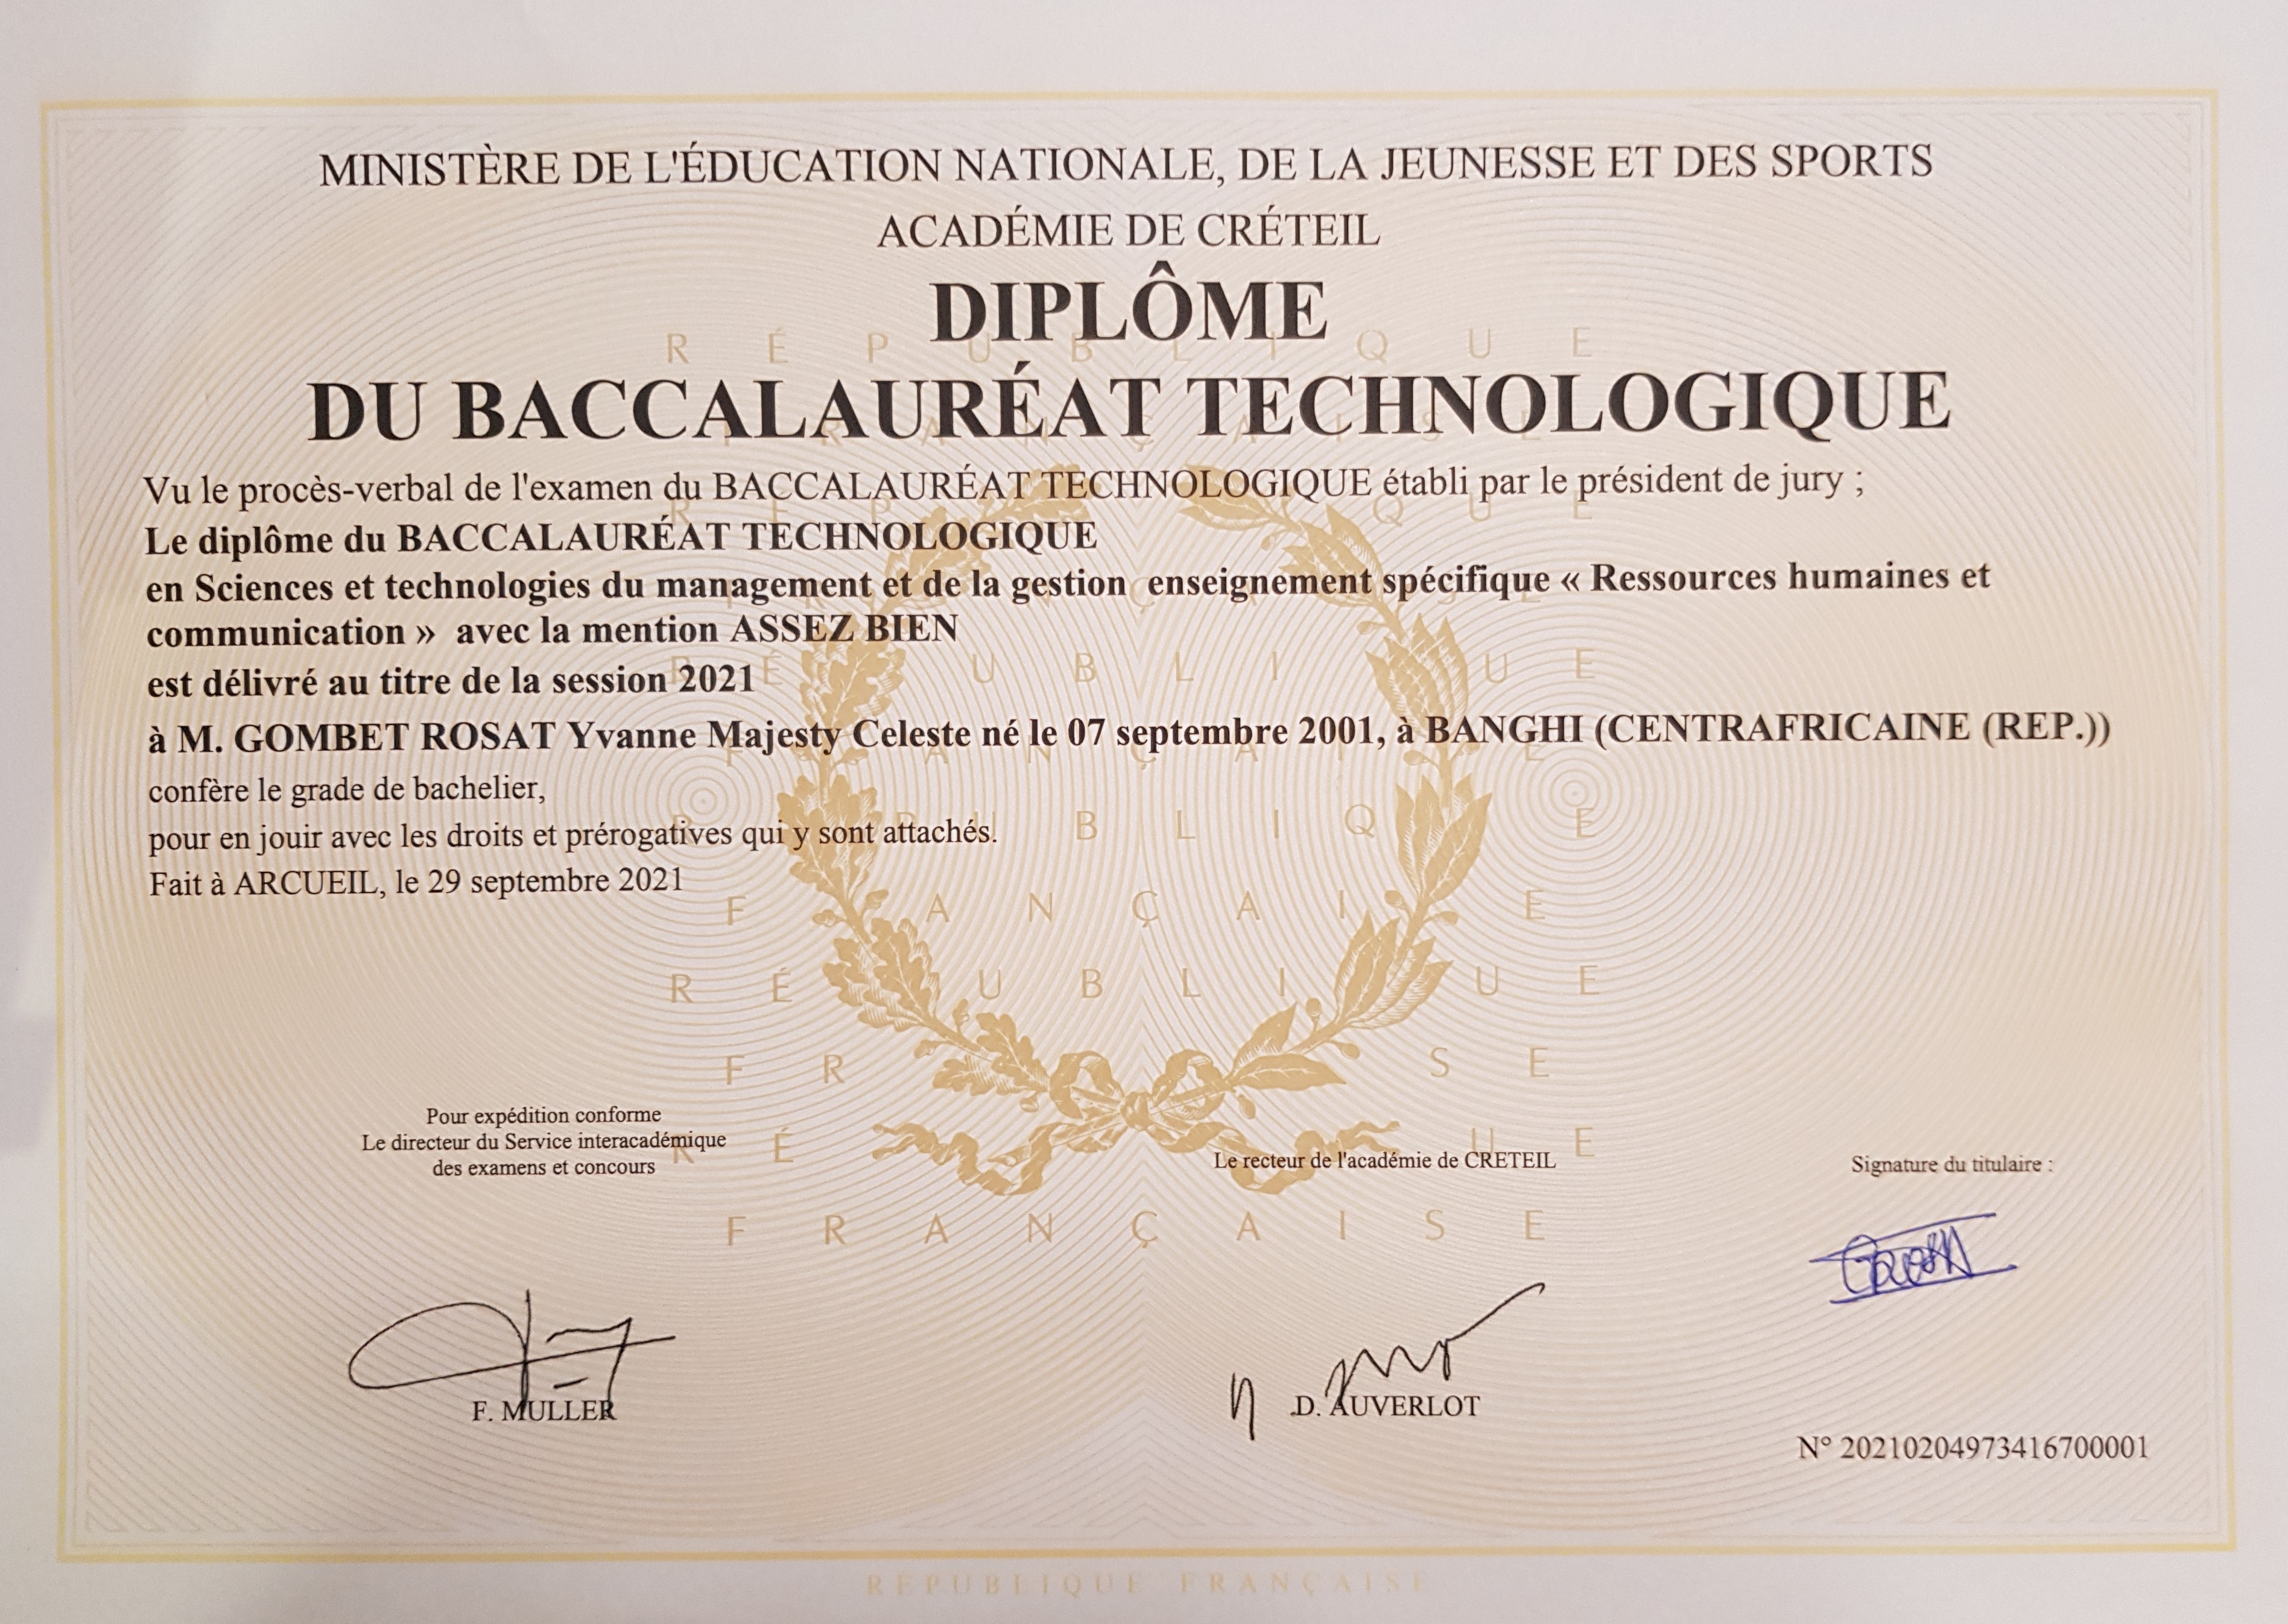 MINISTÈRE DE L'ÉDUCATION NATIONALE, DE LA JEUNESSE ET DES SPORTS
ACADÉMIE DE CRÉTEIL
DIPLÔME
DU BACCALAURÉAT TECHNOLOGIQUE
Vu le procès-verbal de l'examen du BACCALAURÉAT TECHNOLOGIQUE établi par le président de jury ;
Le diplôme du BACCALAURÉAT TECHNOLOGIQUE
en Sciences et technologies du management et de la gestion enseignement spécifique « Ressources humaines et
communication » avec la mention ASSEZ BIEN
est délivré au titre de la session 2021
à M. GOMBET ROSAT Yvanne Majesty Celeste né le 07 septembre 2001, à BANGHI (CENTRAFRICAINE (REP.))
confère le grade de bachelier,
pour en jouir avec les droits et prérogatives qui y sont attachés.
Fait à ARCUEIL, le 29 septembre 2021
Pour expédition conforme
Le directeur du Service interacadémique
des examens et concours
Le recteur de l'académie de CRETEIL
Signature du titulaire :
F. MULLER
D. AUVERLOT
N° 20210204973416700001
RÉPUBLIQUE FRANÇAISE